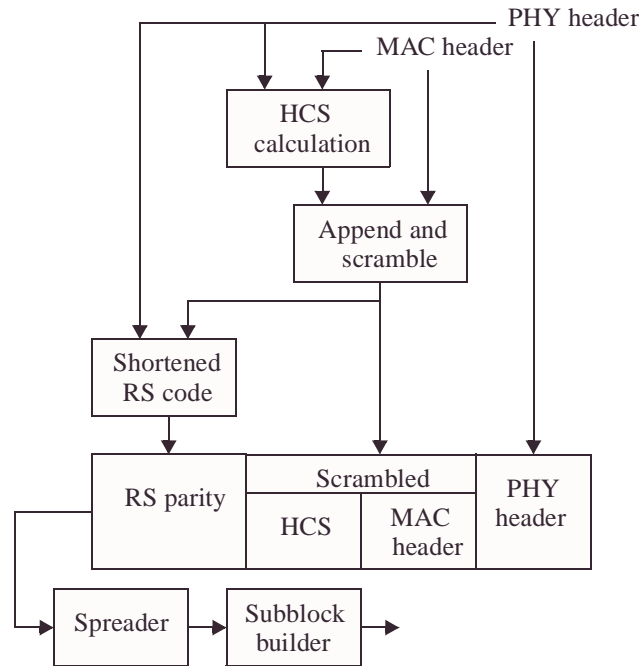 PHY header
MAC header
HCS
calculation
Append and
scramble
Shortened
RS code
RS parity
Scrambled
HCS
MAC
header
PHY
header
Spreader
Subblock
builder